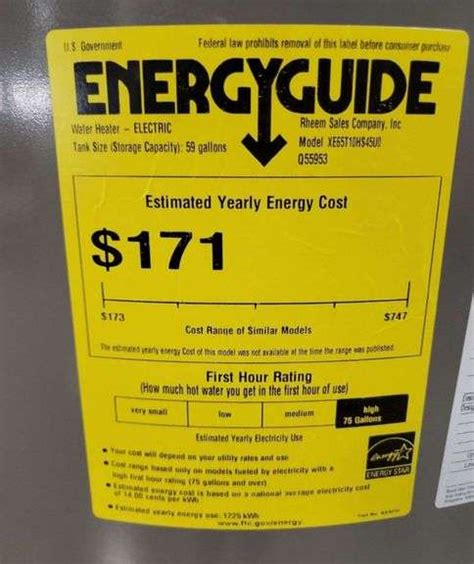 U.S. Government
Federal law prohibits removal of this label before consumer purchase
ENERGYGUIDE
Water Heater - ELECTRIC
Tank Size (Storage Capacity): 59 gallons
Rheem Sales Company, Inc
Model XE65T10HS45U0
Q55953
Estimated Yearly Energy Cost
$171
$173
$747
Cost Range of Similar Models
The estimated yearly energy Cost of this model was not available at the time the range was published.
First Hour Rating
(How much hot water you get in the first hour of use)
very small
low
medium
high
75 Gallons
Estimated Yearly Electricity Use
• Your cost will depend on your utility rates and use
• Cost range based only on models fueled by electricity with a
high first hour rating (75 gallons and over)
• Estimated energy cost is based on a national average electricity cost
of 14.00 cents per kWh
• Estimated yearly energy use: 1225 kWh
www.ftc.gov/energy
energy
ENERGY STAR